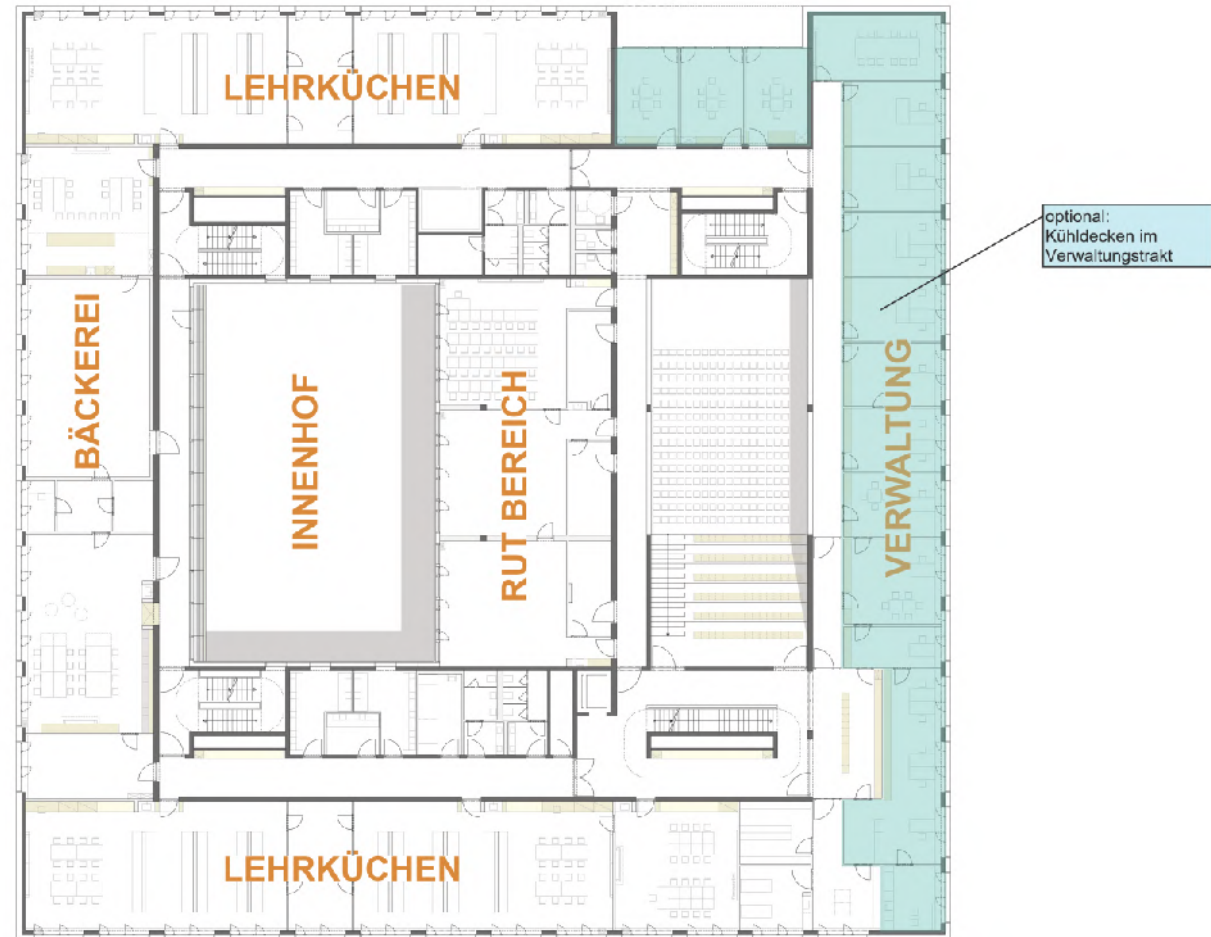 LEHRKÜCHEN
optional:
Kühldecken im
Verwaltungstrakt
BÄCKEREI
INNENHOF
RUT BEREICH
VERWALTUNG
LEHRKÜCHEN